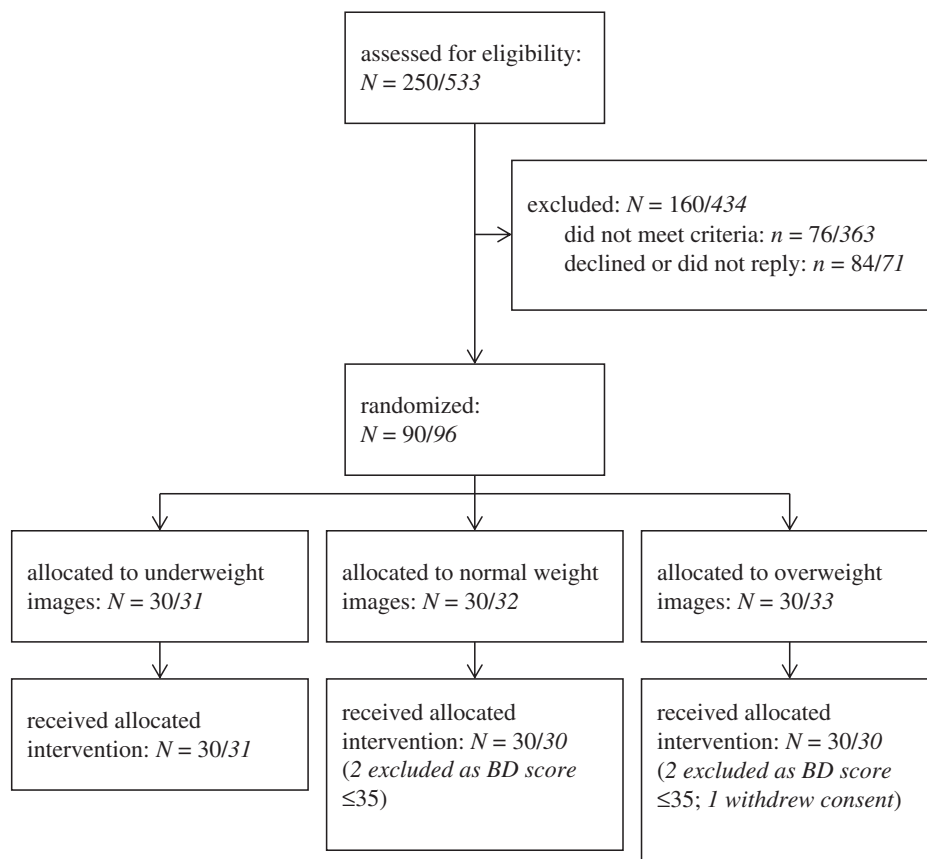 assessed for eligibility:
N = 250/533
excluded: N = 160/434
did not meet criteria: n = 76/363
declined or did not reply: n = 84/71
randomized:
N = 90/96
allocated to underweight
images: N = 30/31
allocated to normal weight
images: N = 30/32
allocated to overweight
images: N = 30/33
received allocated
intervention: N = 30/31
received allocated
intervention: N = 30/30
(2 excluded as BD score
≤35)
received allocated
intervention: N = 30/30
(2 excluded as BD score
≤35; 1 withdrew consent)